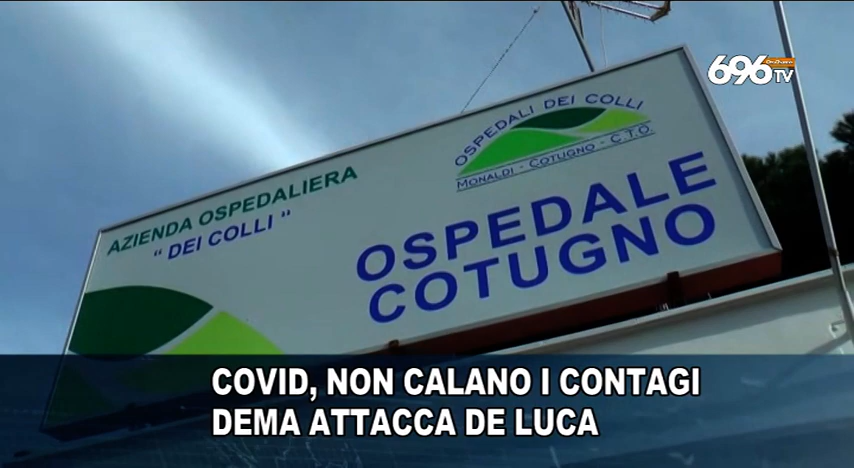 696 TV
OSPEDALI DEI COLLI
MONALDI - COTUGNO - C.T.O.
AZIENDA OSPEDALIERA
“ DEI COLLI “
OSPEDALE
COTUGNO
COVID, NON CALANO I CONTAGI
DEMA ATTACCA DE LUCA